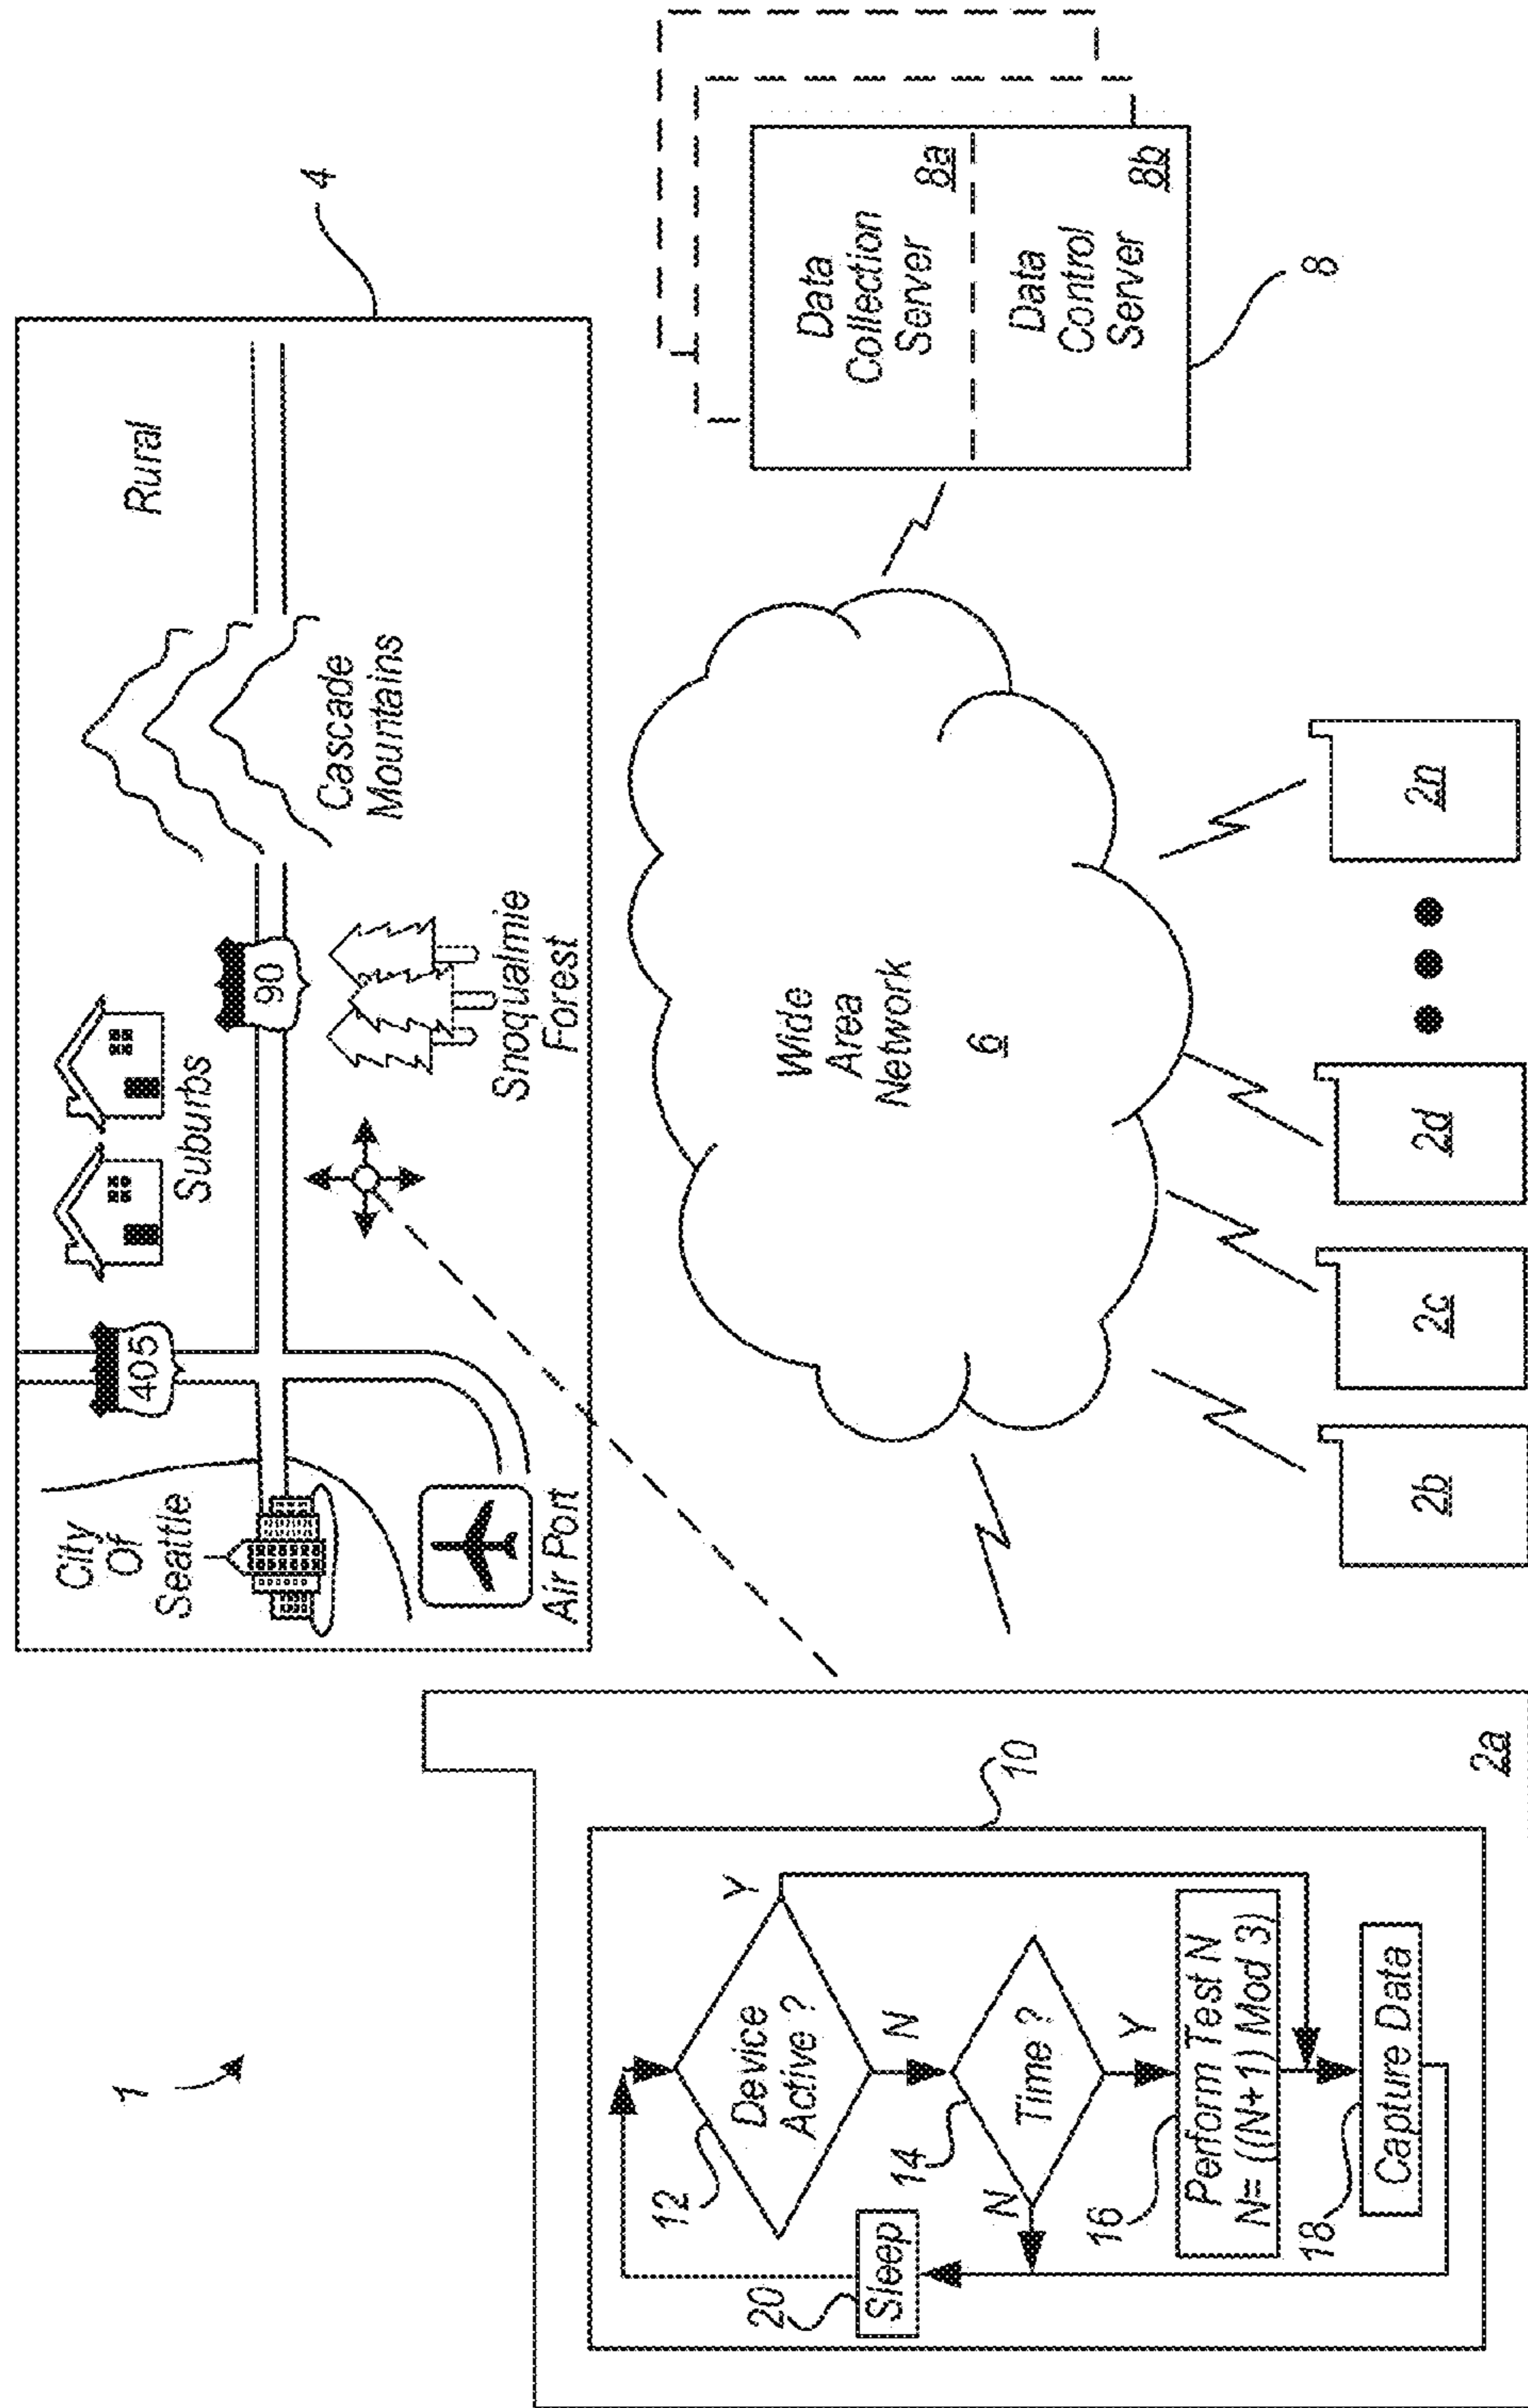 1
City
Of
Seattle
405
Suburbs
90
Rural
Cascade
Mountains
Snoqualmie
Forest
Air Port
4
12
Device
Active ?
Y
N
20
Sleep
14
Time ?
N
Y
16
Perform Test N
N= ((N+1) Mod 3)
18
Capture Data
10
2a
Wide
Area
Network
6
Data
Collection
Server
8a
Data
Control
Server
8b
8
2b
2c
2d
2n